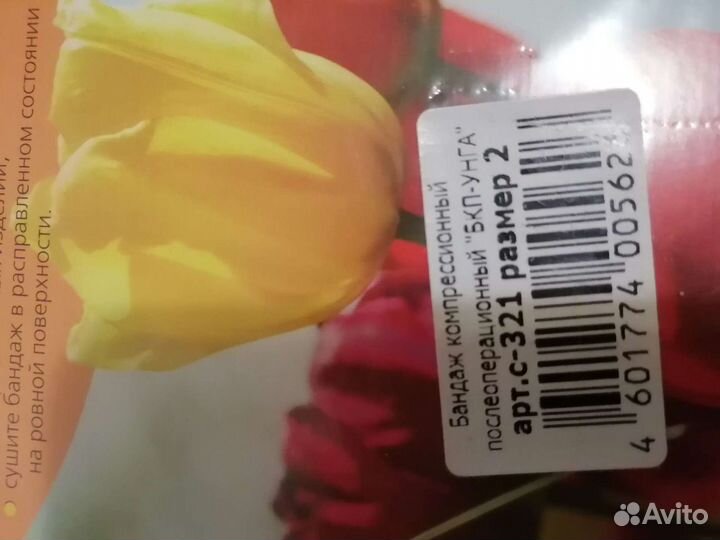 изделий,
• сушите бандаж в расправленном состоянии
на ровной поверхности.
Бандаж компрессионный
послеоперационный "БКП-УНГА"
арт.с-321 размер 2
4 601774 00562
Avito